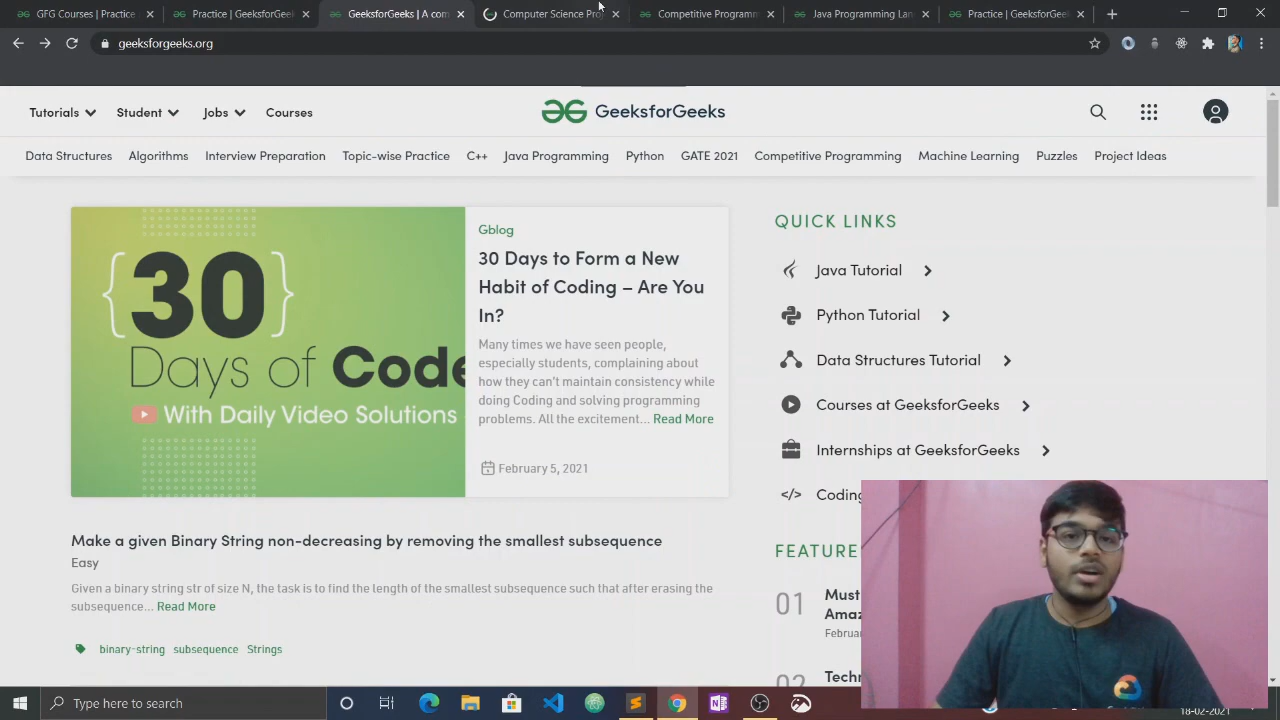 GFG Courses | Practice
Practice | GeeksforGeeks
GeeksforGeeks | A com
Computer Science Pro
Competitive Programm
Java Programming Lan
Practice | GeeksforGeeks
geeksforgeeks.org
Tutorials
Student
Jobs
Courses
GeeksforGeeks
Data Structures
Algorithms
Interview Preparation
Topic-wise Practice
C++
Java Programming
Python
GATE 2021
Competitive Programming
Machine Learning
Puzzles
Project Ideas
{30}
Days of Code
With Daily Video Solutions
Gblog
30 Days to Form a New
Habit of Coding – Are You
In?
Many times we have seen people,
especially students, complaining about
how they can't maintain consistency while
doing Coding and solving programming
problems. All the excitement... Read More
February 5, 2021
QUICK LINKS
Java Tutorial
Python Tutorial
Data Structures Tutorial
Courses at GeeksforGeeks
Internships at GeeksforGeeks
</> Coding
Make a given Binary String non-decreasing by removing the smallest subsequence
Easy
Given a binary string str of size N, the task is to find the length of the smallest subsequence such that after erasing the
subsequence... Read More
binary-string subsequence Strings
FEATURE
01
Must
Amaz
Februar
02
Techn
Type here to search
18-02-2021